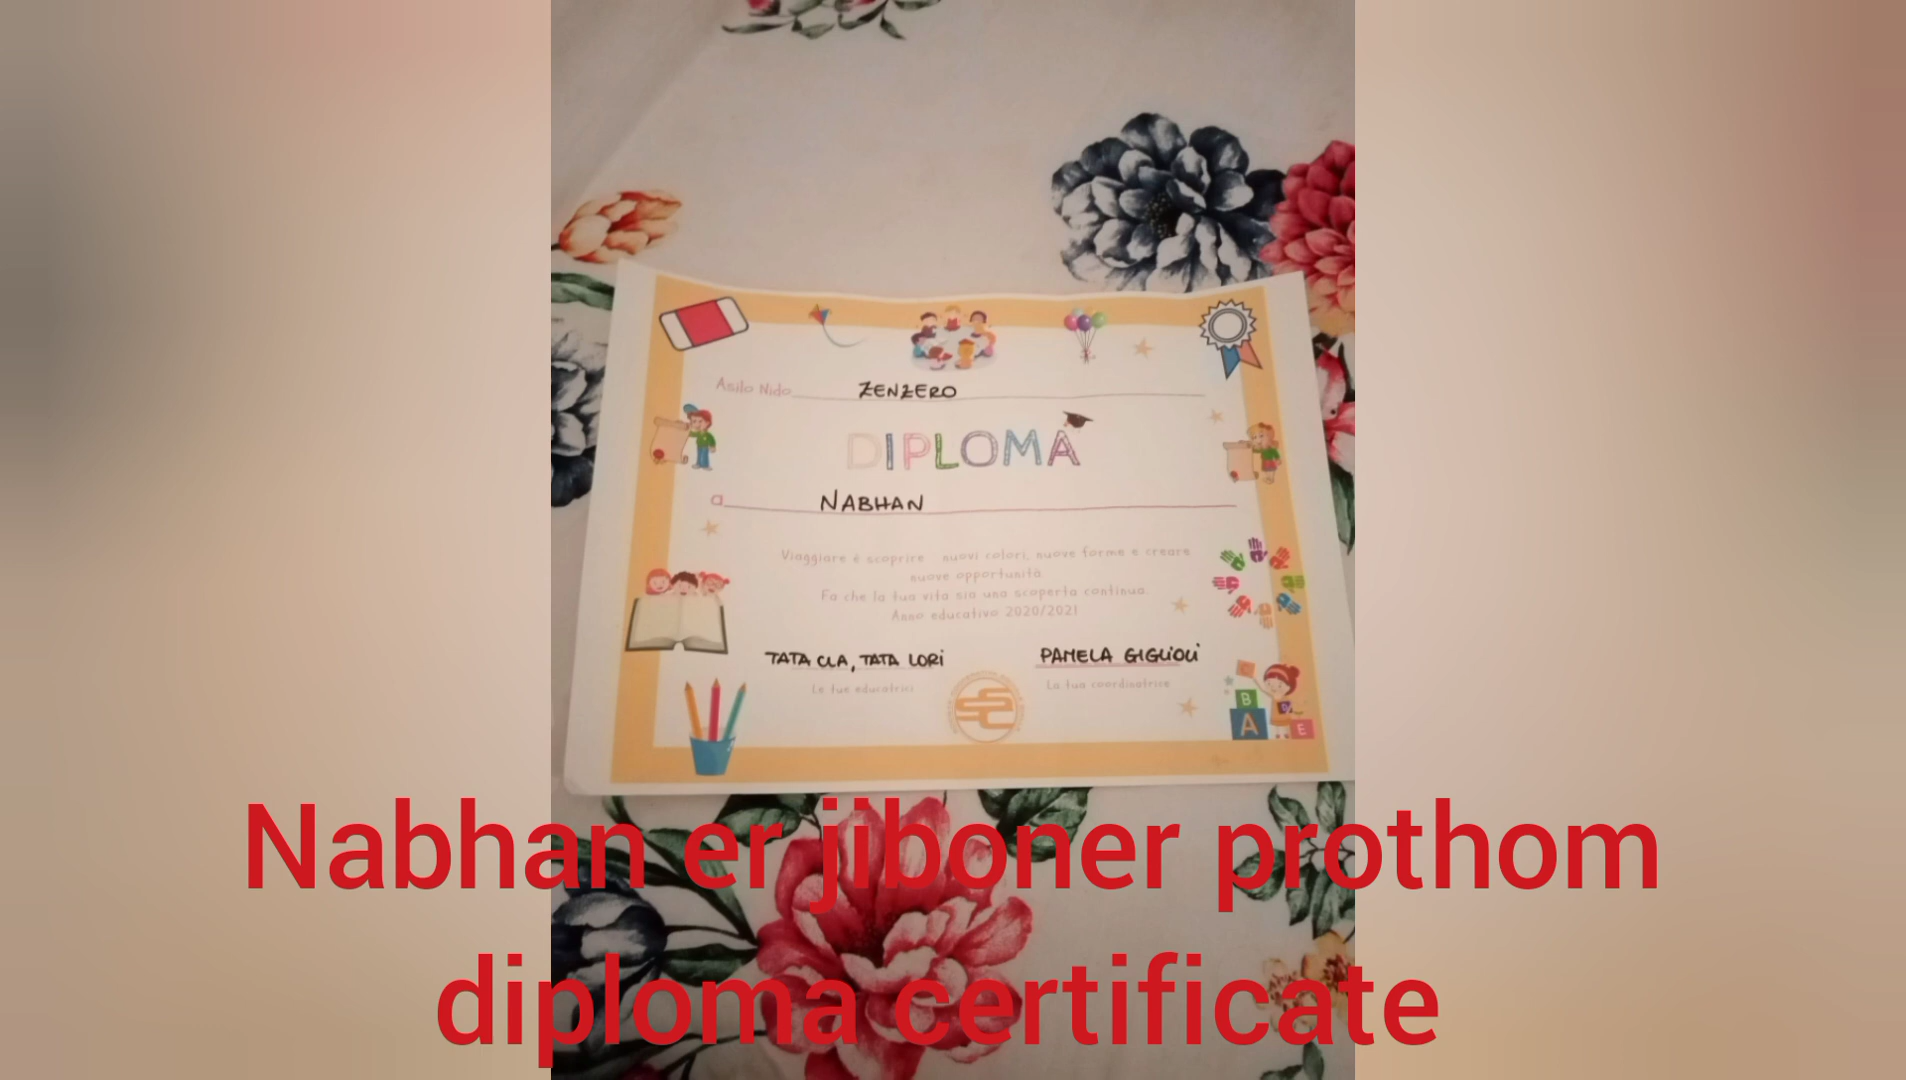 Asilo Nido ZENZERO
DIPLOMA
a NABHAN
Viaggiare è scoprire nuovi colori, nuove forme e creare
nuove opportunità.
Fa che la tua vita sia una scoperta continua.
Anno educativo 2020/2021
TATA CLA, TATA LORI
PAMELA GIGLIOLI
Le tue educatrici
La tua coordinatrice
B
A
E
Nabhan er jiboner prothom
diploma certificate